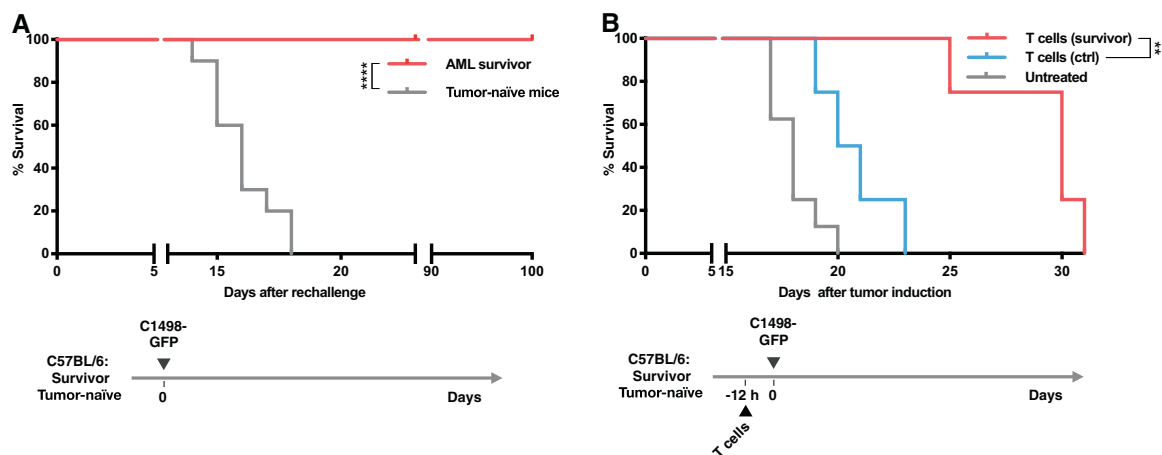 A
100
80
60
40
20
0
% Survival
AML survivor
Tumor-naïve mice
****
0
5
15
20
90
100
Days after rechallenge
C1498-
GFP
C57BL/6:
Survivor
Tumor-naïve
0
Days
B
100
80
60
40
20
0
% Survival
T cells (survivor)
T cells (ctrl)
Untreated
**
0
5
15
20
25
30
Days after tumor induction
C1498-
GFP
C57BL/6:
Survivor
Tumor-naïve
-12 h
0
Days
T cells